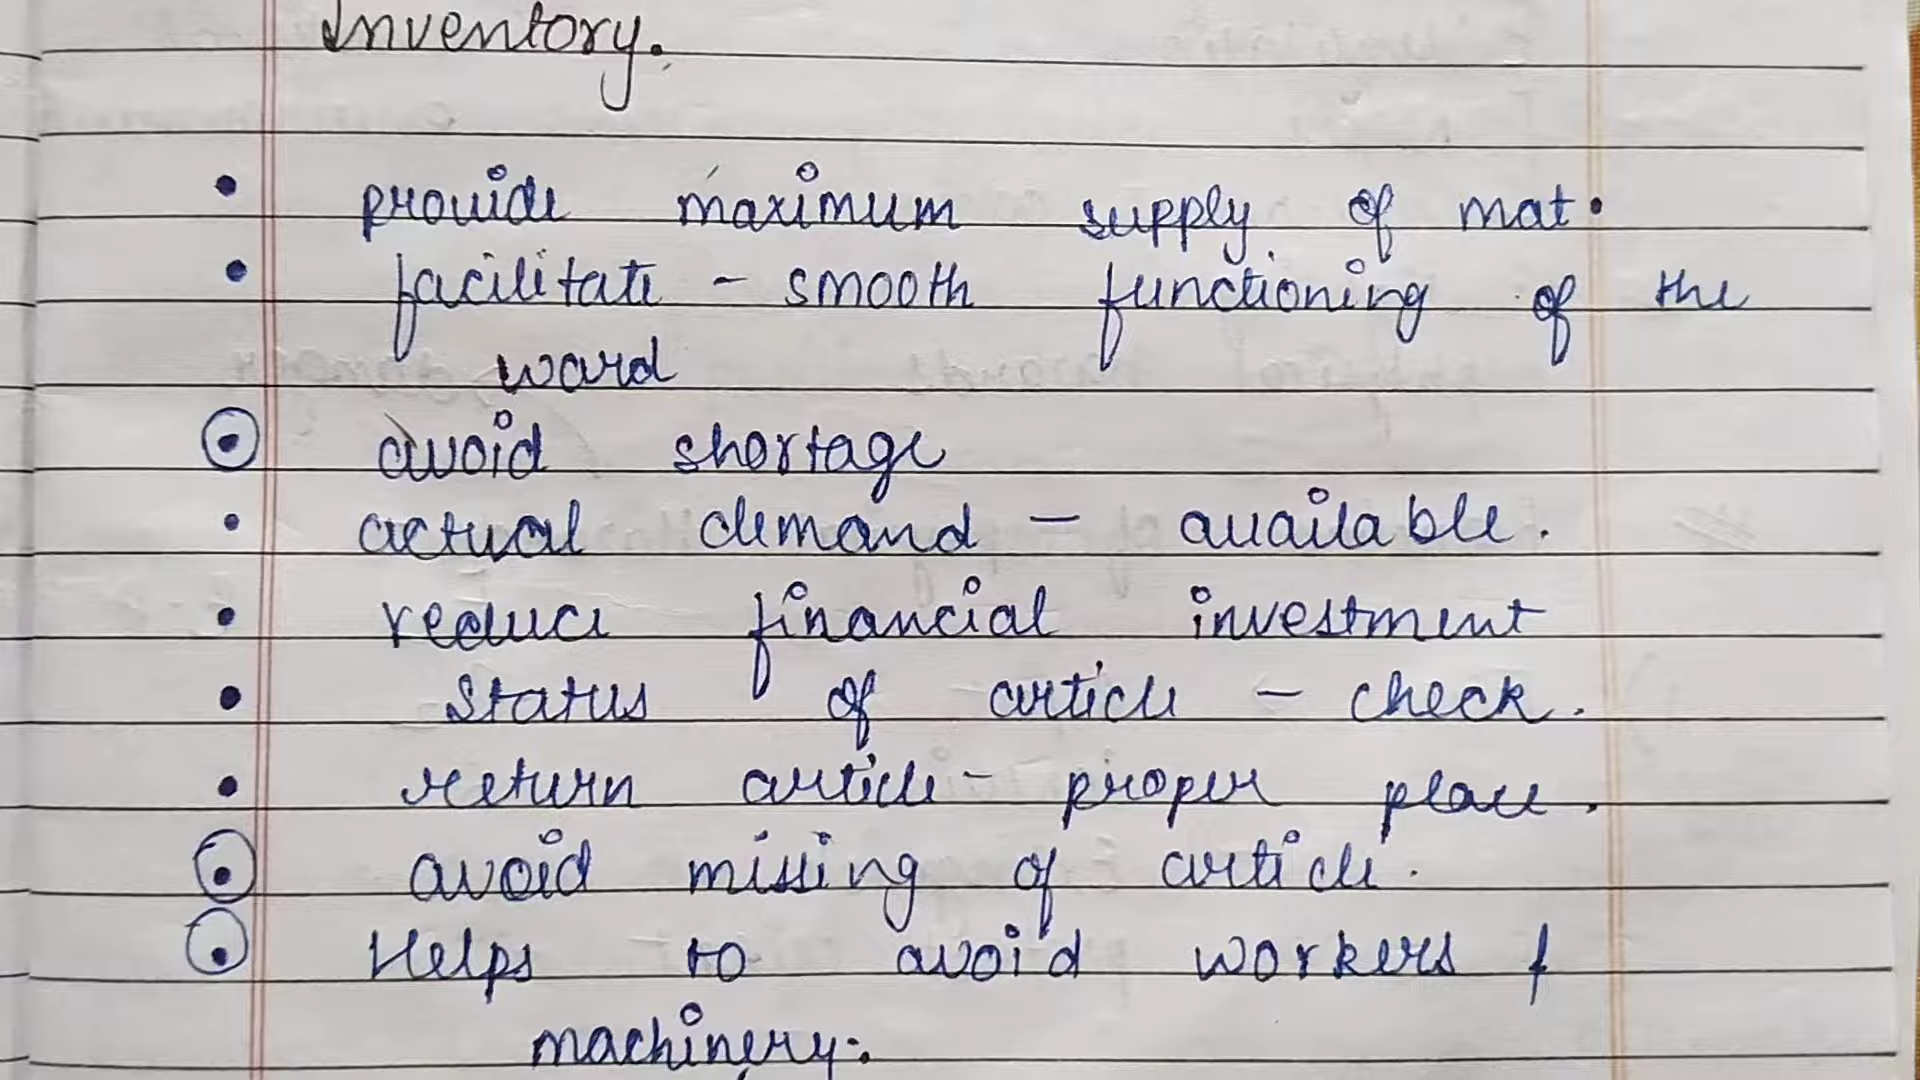 Inventory.
• provide maximum supply of mat.
• facilitate - smooth functioning of the
ward
• avoid shortage
• actual demand - available.
• reduce financial investment
• Status of article - check.
• return article - proper place.
• avoid missing of article.
• Helps to avoid workers &
machinery.